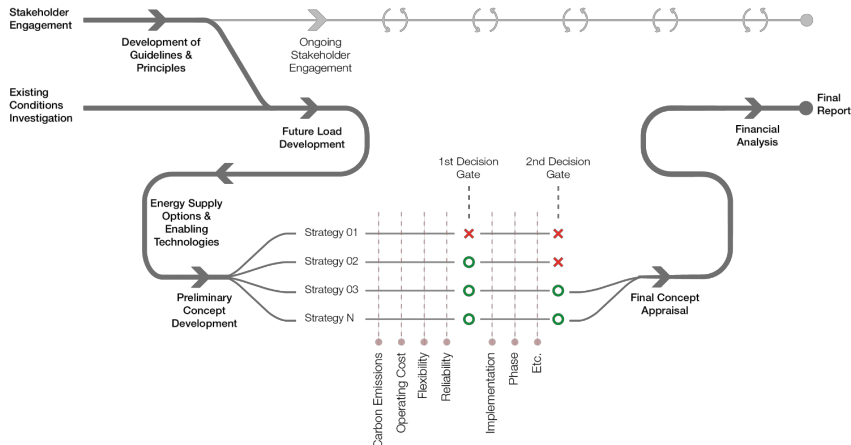 Stakeholder
Engagement
Development of
Guidelines &
Principles
Ongoing
Stakeholder
Engagement
Existing
Conditions
Investigation
Future Load
Development
Final
Report
Financial
Analysis
1st Decision
Gate
2nd Decision
Gate
Energy Supply
Options &
Enabling
Technologies
Strategy 01
Strategy 02
Strategy 03
Strategy N
Preliminary
Concept
Development
Final Concept
Appraisal
Carbon Emissions
Operating Cost
Flexibility
Reliability
Implementation
Phase
Etc.